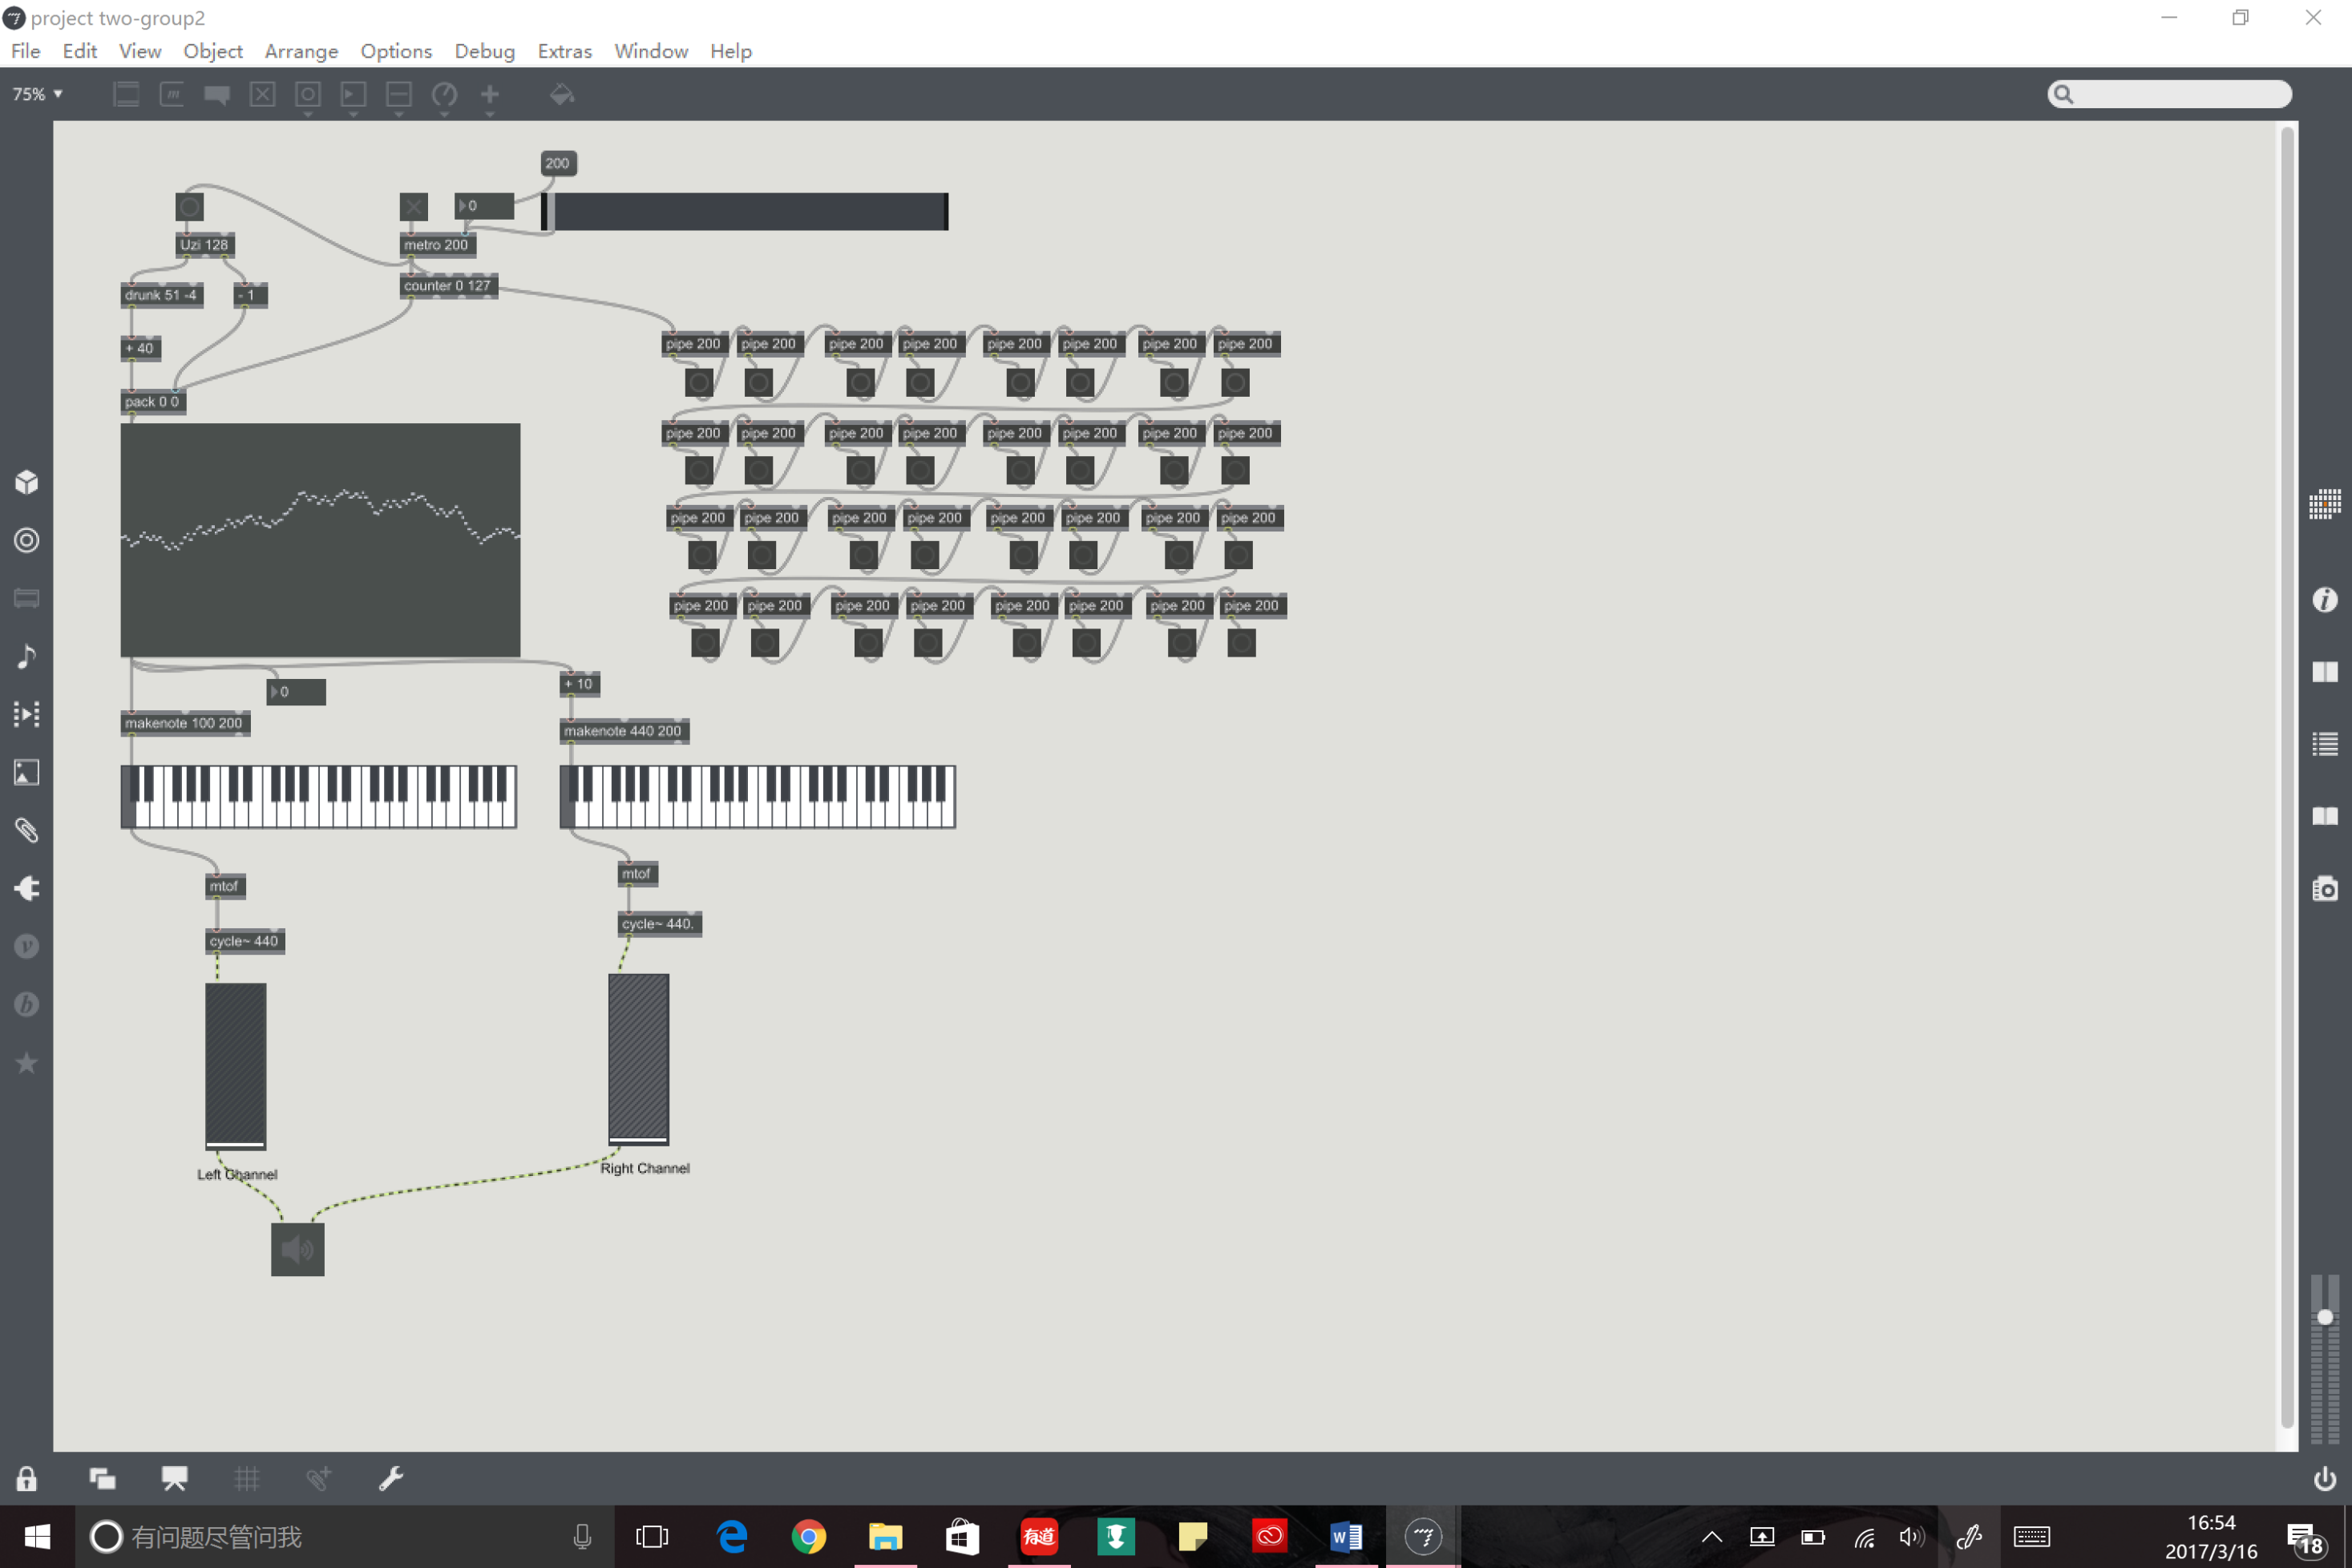 project two-group2
File Edit View Object Arrange Options Debug Extras Window Help
75%
200
0
Uzi 128
metro 200
counter 0 127
drunk 51 -4
- 1
+ 40
pack 0 0
pipe 200 pipe 200 pipe 200 pipe 200 pipe 200 pipe 200 pipe 200 pipe 200
pipe 200 pipe 200 pipe 200 pipe 200 pipe 200 pipe 200 pipe 200 pipe 200
pipe 200 pipe 200 pipe 200 pipe 200 pipe 200 pipe 200 pipe 200 pipe 200
pipe 200 pipe 200 pipe 200 pipe 200 pipe 200 pipe 200 pipe 200 pipe 200
0
+ 10
makenote 100 200
makenote 440 200
mtof
mtof
cycle~ 440
cycle~ 440.
Left Channel
Right Channel
有问题尽管问我
有道
16:54
2017/3/16
18